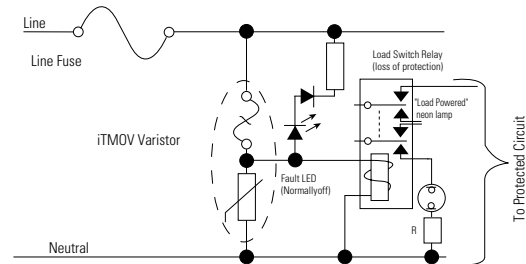 Line
Line Fuse
Load Switch Relay
(loss of protection)
"Load Powered"
neon lamp
iTMOV Varistor
Fault LED
(Normallyoff)
R
Neutral
To Protected Circuit